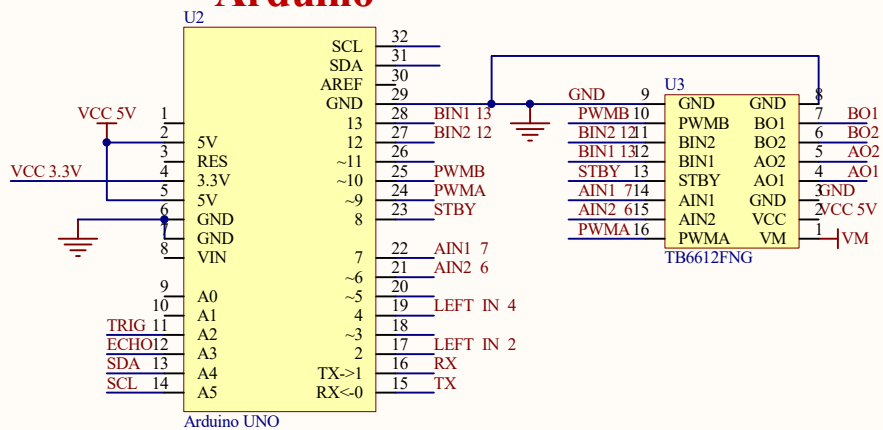 Arduino
U2
VCC 5V
VCC 3.3V
TRIG
ECHO
SDA
SCL
1
2 5V
3 RES
4 3.3V
5 5V
6 GND
7 GND
8 VIN
9 A0
10 A1
11 A2
12 A3
13 A4
14 A5
SCL 32
SDA 31
AREF 30
GND 29
13 28 BIN1 13
12 27 BIN2 12
~11 26
~10 25 PWMB
~9 24 PWMA
8 23 STBY
7 22 AIN1 7
~6 21 AIN2 6
~5 20
4 19 LEFT IN 4
~3 18
2 17 LEFT IN 2
TX->1 16 RX
RX<-0 15 TX
Arduino UNO
U3
GND 9 GND
PWMB 10 PWMB
BIN2 12 11 BIN2
BIN1 13 12 BIN1
STBY 13 STBY
AIN1 7 14 AIN1
AIN2 6 15 AIN2
PWMA 16 PWMA
GND 8
BO1 7 BO1
BO2 6 BO2
AO2 5 AO2
AO1 4 AO1
GND 3 GND
VCC 2 VCC 5V
VM 1 VM
TB6612FNG